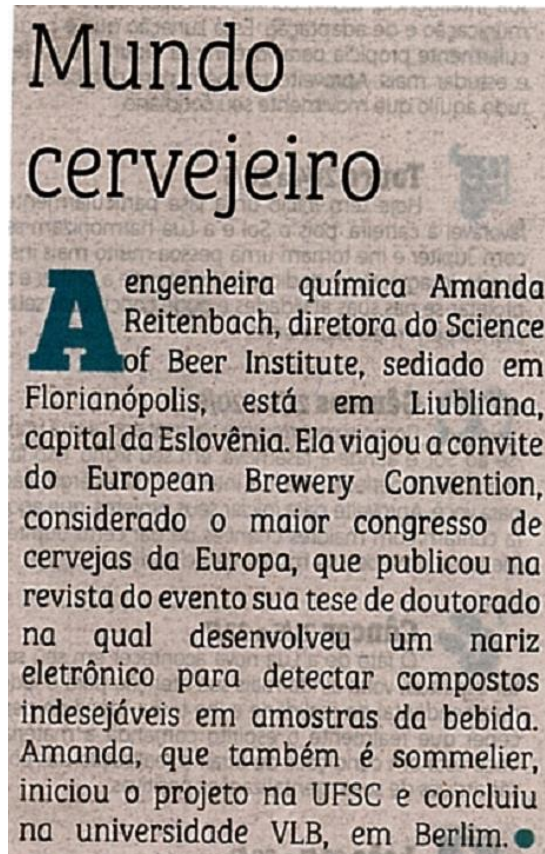 Mundo
cervejeiro
A engenheira química Amanda
Reitenbach, diretora do Science
of Beer Institute, sediado em
Florianópolis, está em Liubliana,
capital da Eslovênia. Ela viajou a convite
do European Brewery Convention,
considerado o maior congresso de
cervejas da Europa, que publicou na
revista do evento sua tese de doutorado
na qual desenvolveu um nariz
eletrônico para detectar compostos
indesejáveis em amostras da bebida.
Amanda, que também é sommelier,
iniciou o projeto na UFSC e concluiu
na universidade VLB, em Berlim.